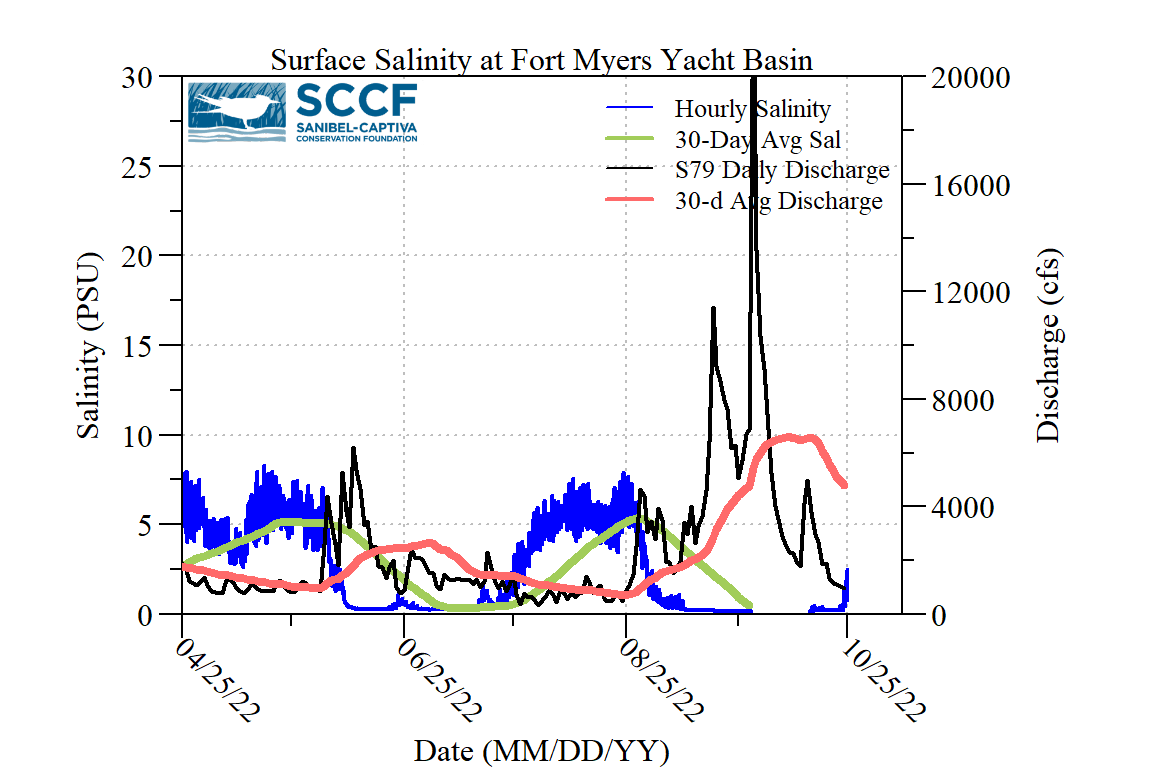 Surface Salinity at Fort Myers Yacht Basin
SCCF
SANIBEL-CAPTIVA
CONSERVATION FOUNDATION
Hourly Salinity
30-Day Avg Sal
S79 Daily Discharge
30-d Avg Discharge
30
25
20
15
10
5
0
Salinity (PSU)
20000
16000
12000
8000
4000
0
Discharge (cfs)
04/25/22
06/25/22
08/25/22
10/25/22
Date (MM/DD/YY)